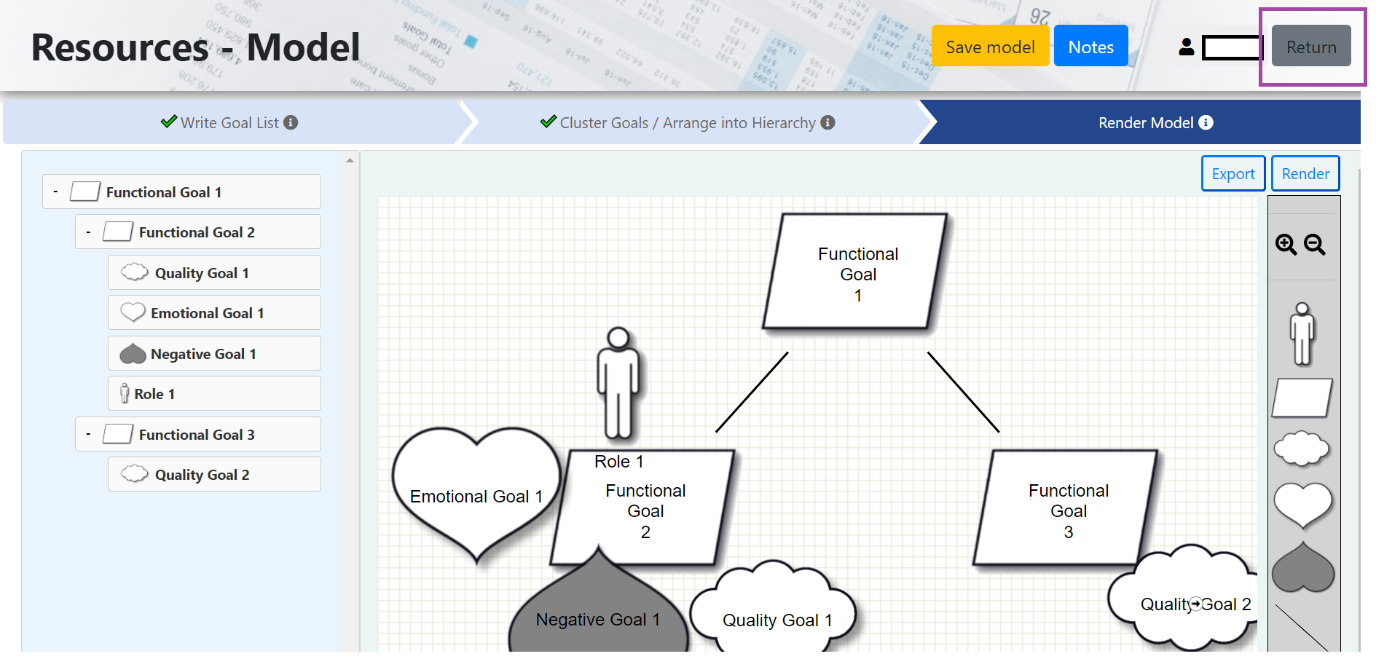 Resources - Model
Save model
Notes
Return
Write Goal List
Cluster Goals / Arrange into Hierarchy
Render Model
- Functional Goal 1
- Functional Goal 2
Quality Goal 1
Emotional Goal 1
Negative Goal 1
Role 1
- Functional Goal 3
Quality Goal 2
Export
Render
Functional
Goal
1
Role 1
Emotional Goal 1
Functional
Goal
2
Functional
Goal
3
Negative Goal 1
Quality Goal 1
Quality Goal 2